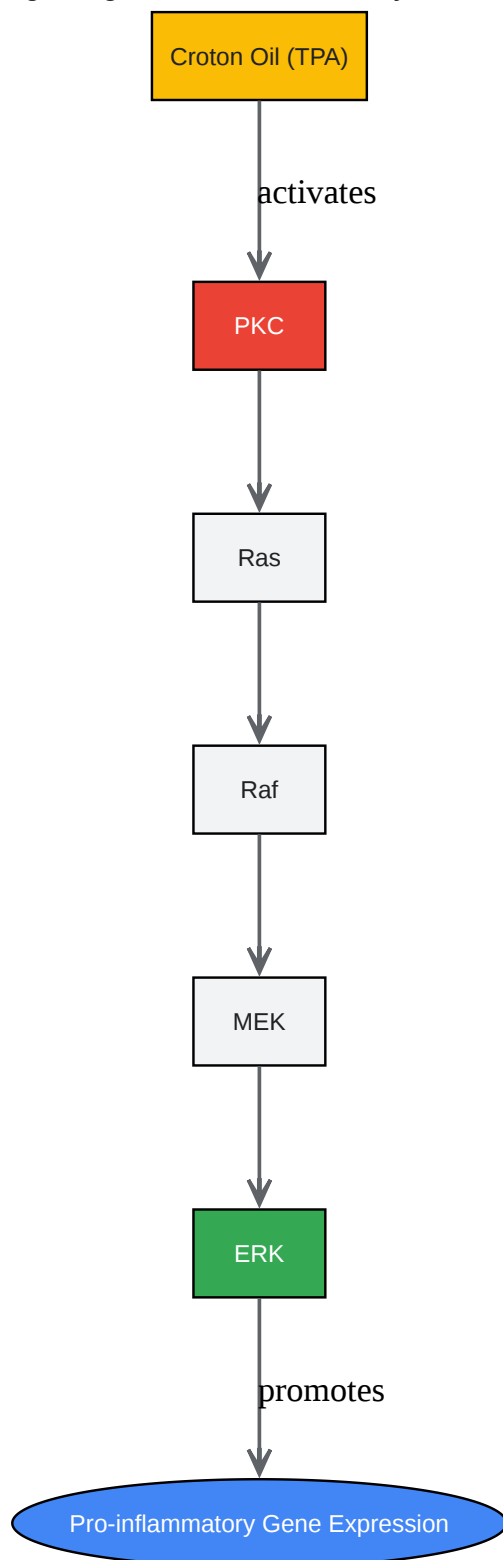 Croton Oil (TPA)
activates
PKC
Ras
Raf
MEK
ERK
promotes
Pro-inflammatory Gene Expression